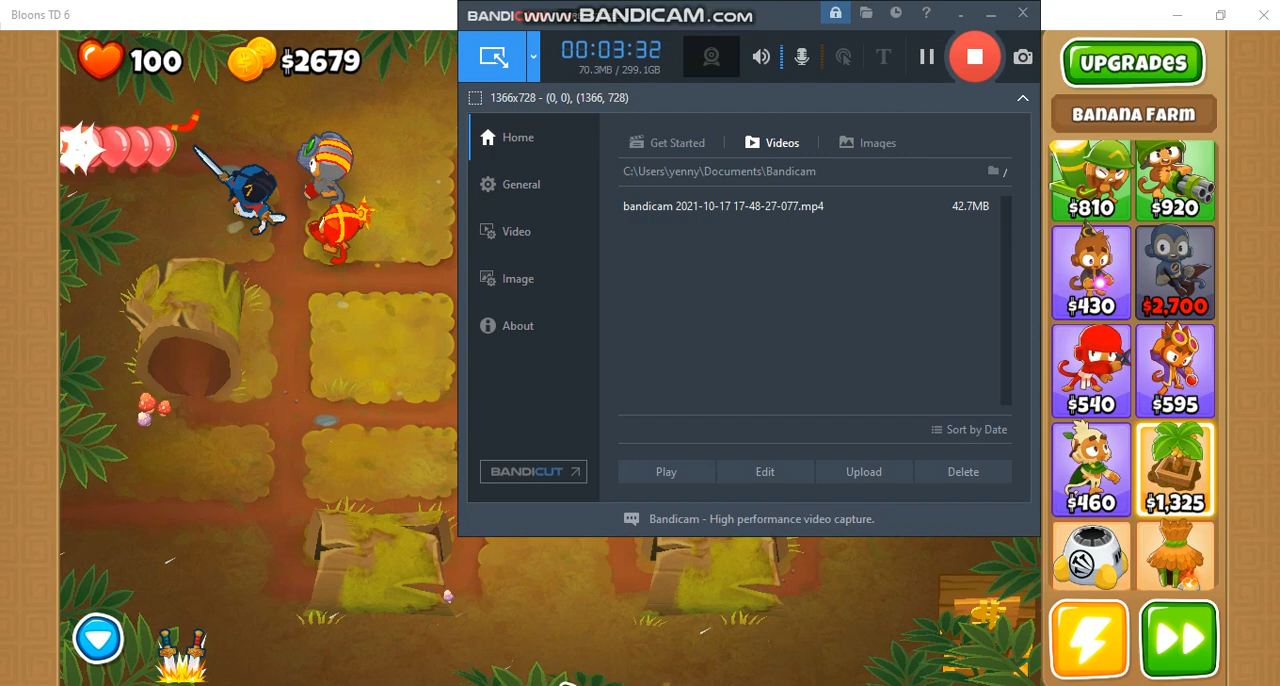 Bloons TD 6
BANDICAM
www.BANDICAM.com
100
$2679
00:03:32
70.3MB / 299.1GB
1366x728 - (0, 0), (1366, 728)
Home
General
Video
Image
About
BANDICUT
Get Started
Videos
Images
C:\Users\yenny\Documents\Bandicam
bandicam 2021-10-17 17-48-27-077.mp4 42.7MB
Sort by Date
Play Edit Upload Delete
Bandicam - High performance video capture.
UPGRADES
BANANA FARM
$810 $920
$430 $2,700
$540 $595
$460 $1,325